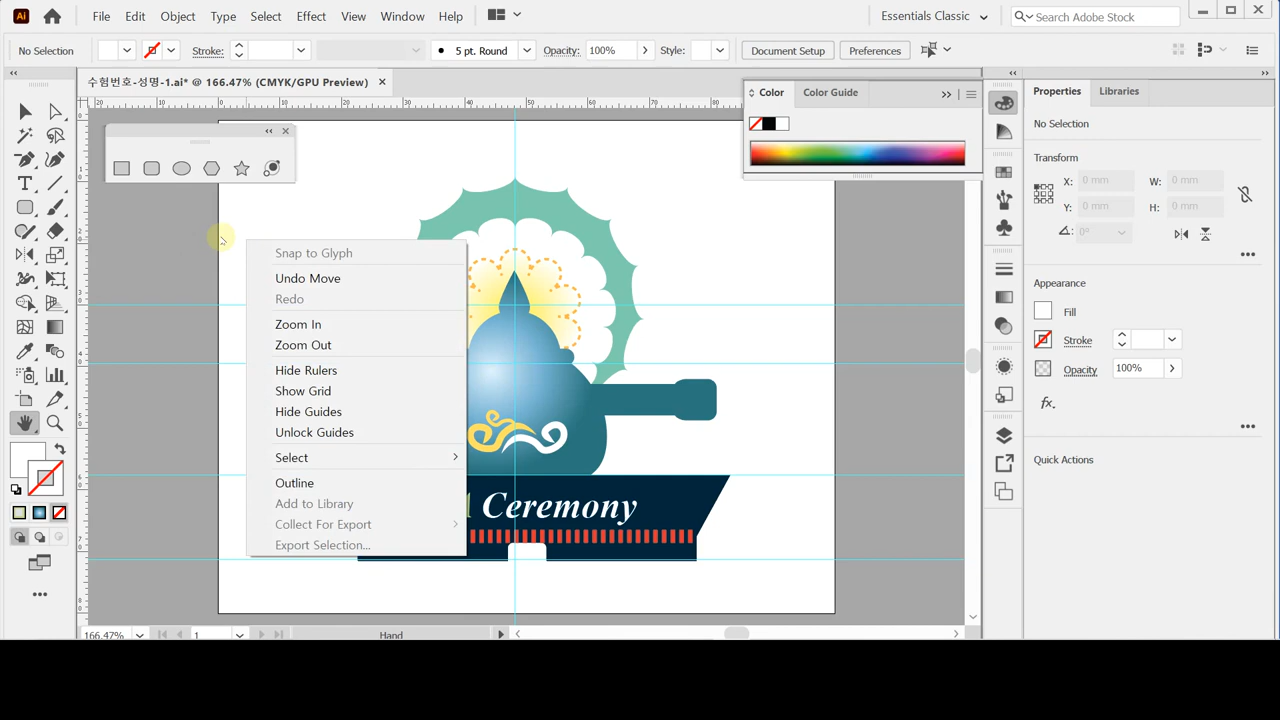 Ai File Edit Object Type Select Effect View Window Help Essentials Classic Search Adobe Stock
No Selection Stroke: 5 pt. Round Opacity: 100% Style: Document Setup Preferences
수험번호-성명-1.ai* @ 166.47% (CMYK/GPU Preview)
Color Color Guide
Properties Libraries
No Selection
Transform
X: 0 mm W: 0 mm
Y: 0 mm H: 0 mm
0°
Appearance
Fill
Stroke
Opacity 100%
fx.
Quick Actions
Snap to Glyph
Undo Move
Redo
Zoom In
Zoom Out
Hide Rulers
Show Grid
Hide Guides
Unlock Guides
Select
Outline
Add to Library
Collect For Export
Export Selection...
Ceremony
166.47% 1 Hand